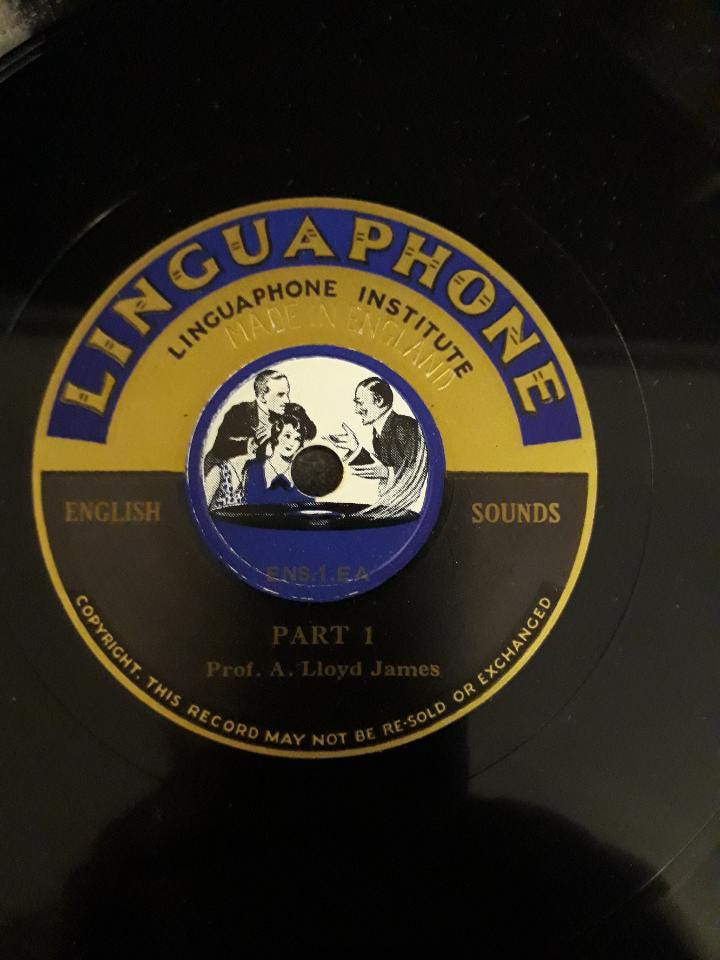 LINGUAPHONE
LINGUAPHONE INSTITUTE
MADE IN ENGLAND
ENGLISH SOUNDS
ENS.1.EA
PART 1
Prof. A. Lloyd James
COPYRIGHT. THIS RECORD MAY NOT BE RE-SOLD OR EXCHANGED